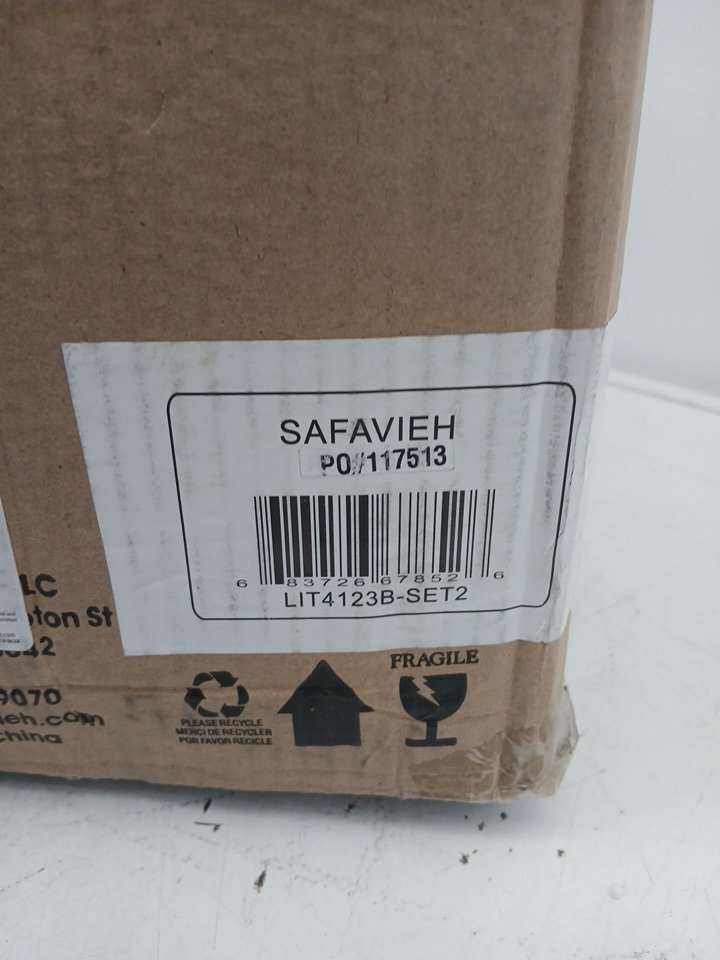 SAFAVIEH
PO#117513
6 83726 67852 6
LIT4123B-SET2
LC
ton St
42
9070
ieh.com
China
FRAGILE
PLEASE RECYCLE
MERCI DE RECYCLER
POR FAVOR RECICLE